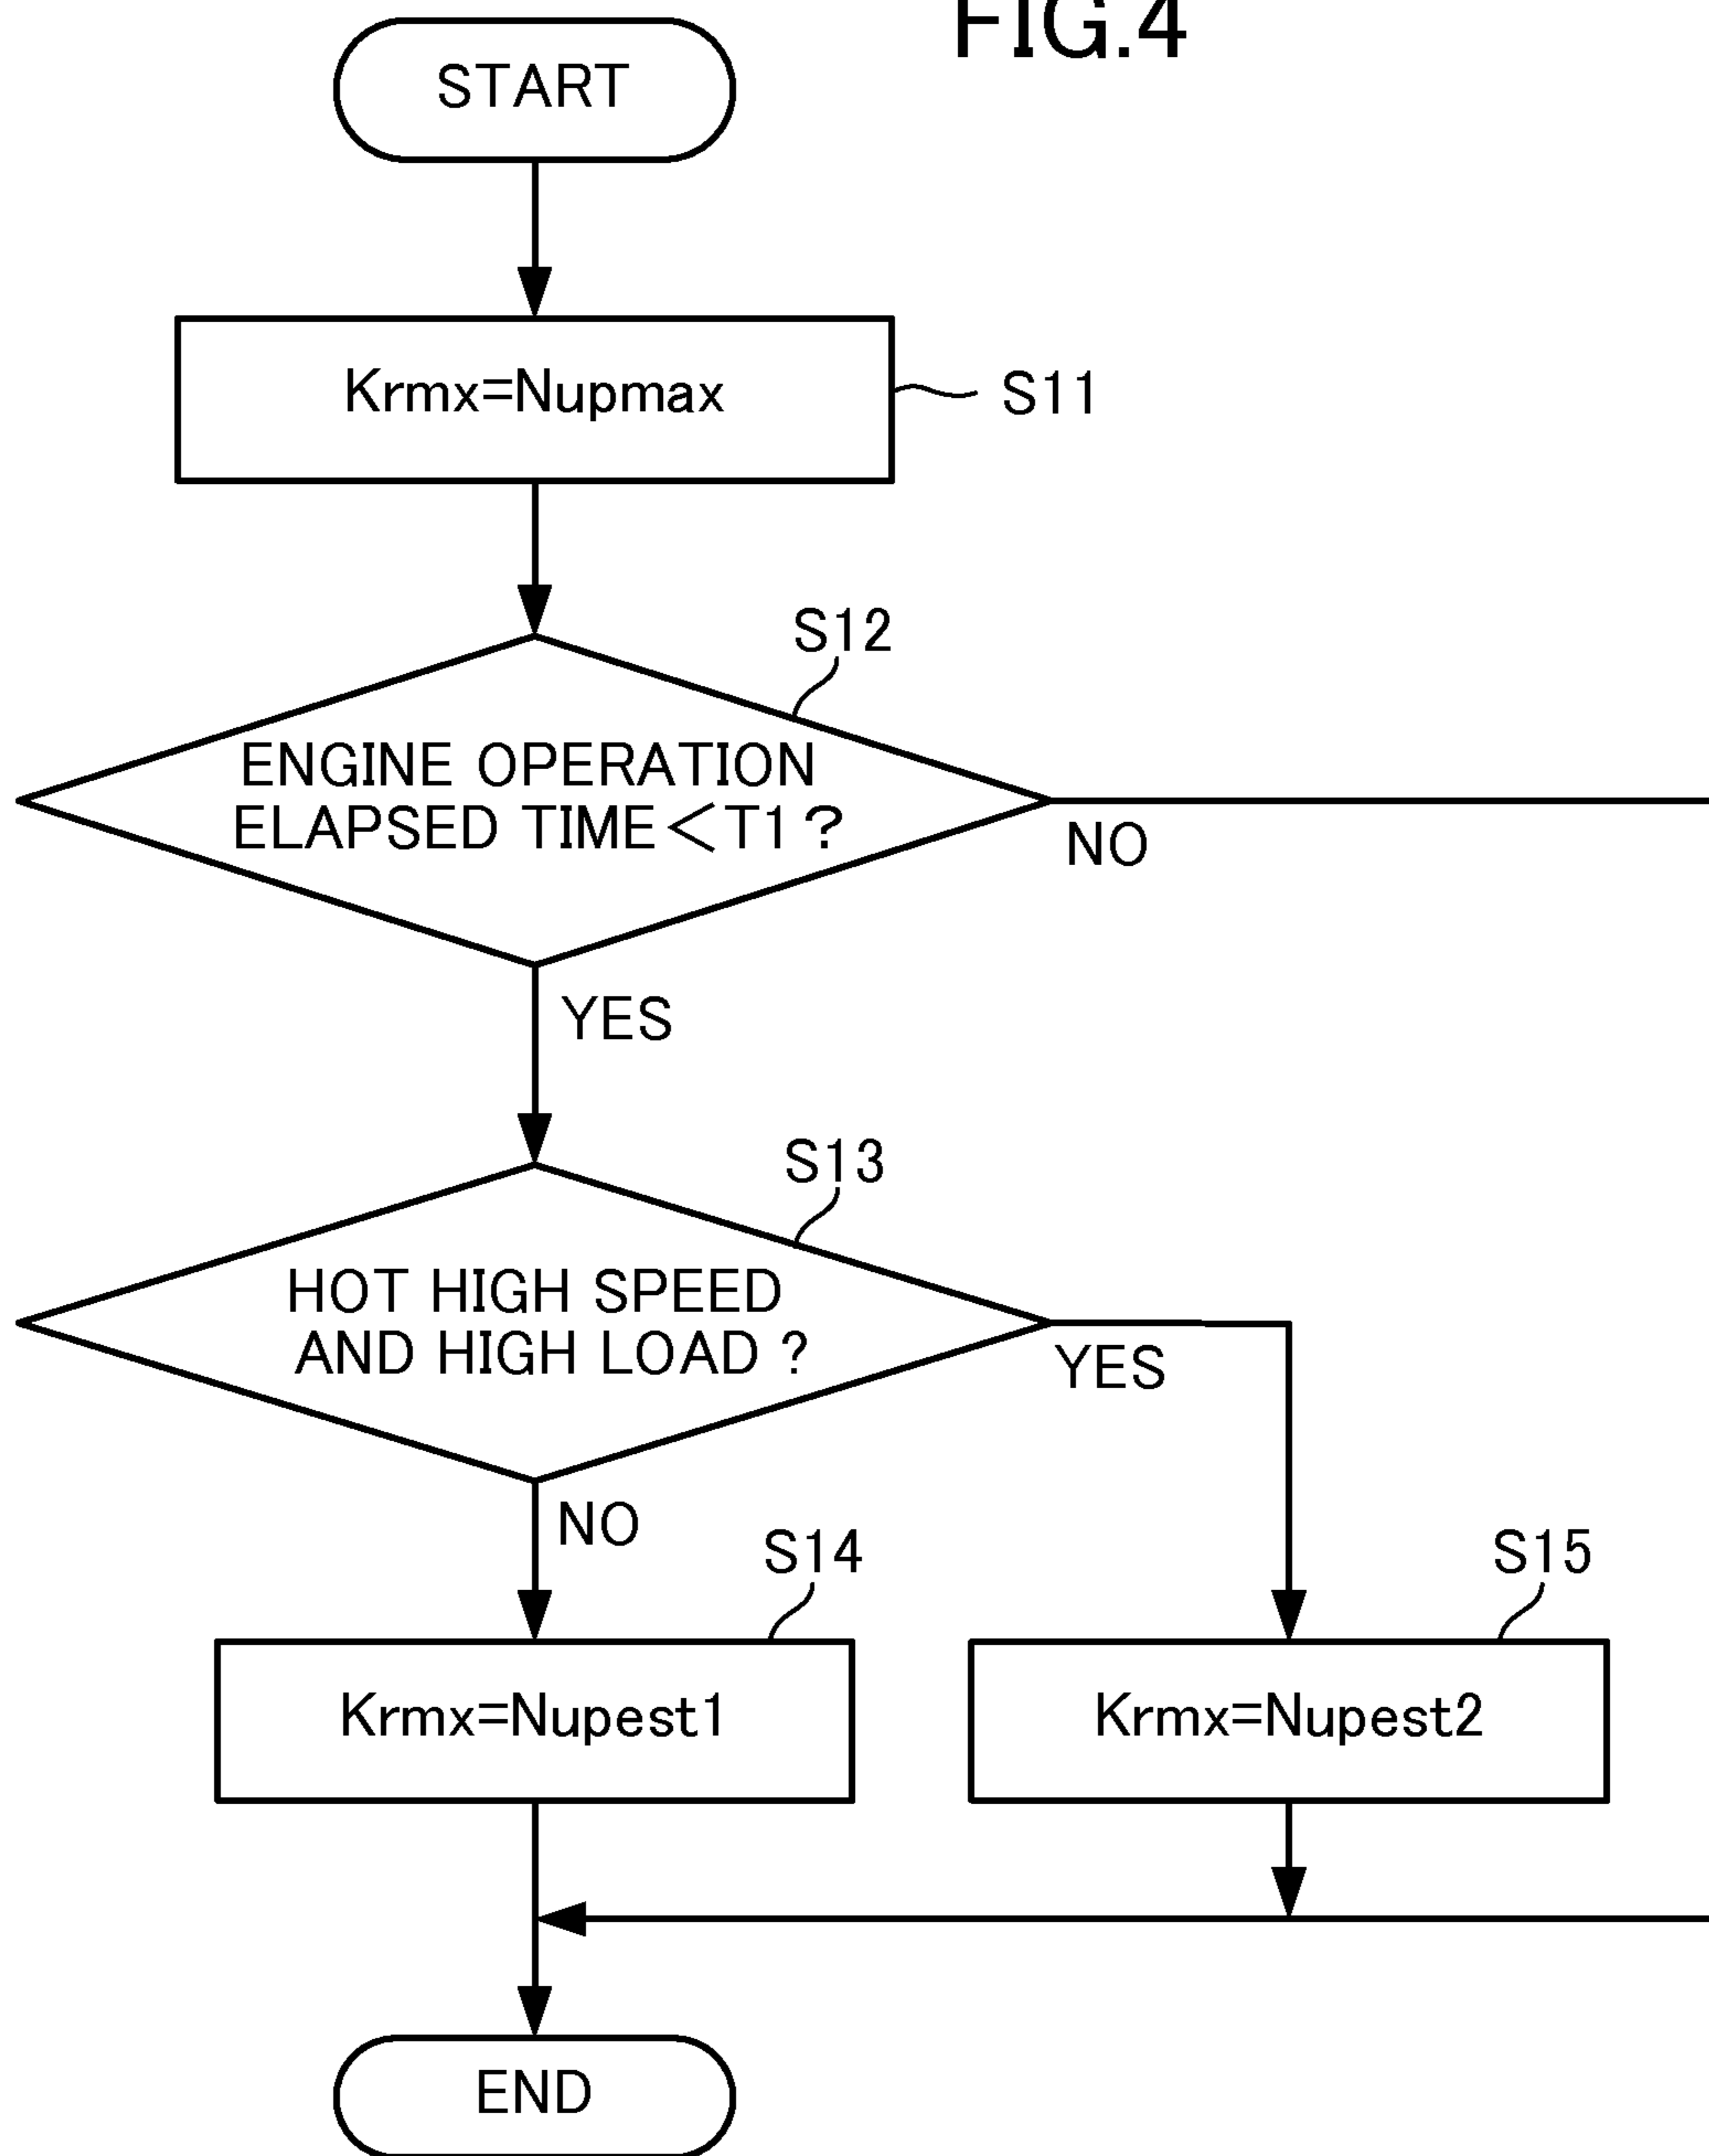 FIG.4
START
Krmx=Nupmax
S11
S12
ENGINE OPERATION
ELAPSED TIME<T1?
NO
YES
S13
HOT HIGH SPEED
AND HIGH LOAD ?
YES
NO
S14
S15
Krmx=Nupest1
Krmx=Nupest2
END